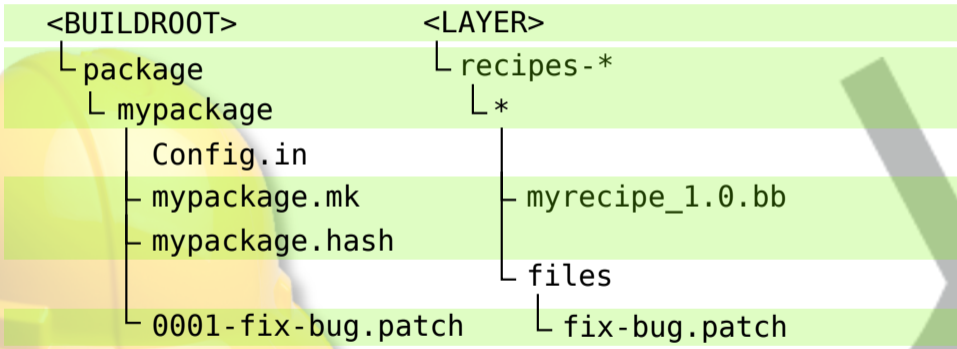 <BUILDROOT>
package
mypackage
Config.in
mypackage.mk
mypackage.hash
0001-fix-bug.patch
<LAYER>
recipes-*
*
myrecipe_1.0.bb
files
fix-bug.patch